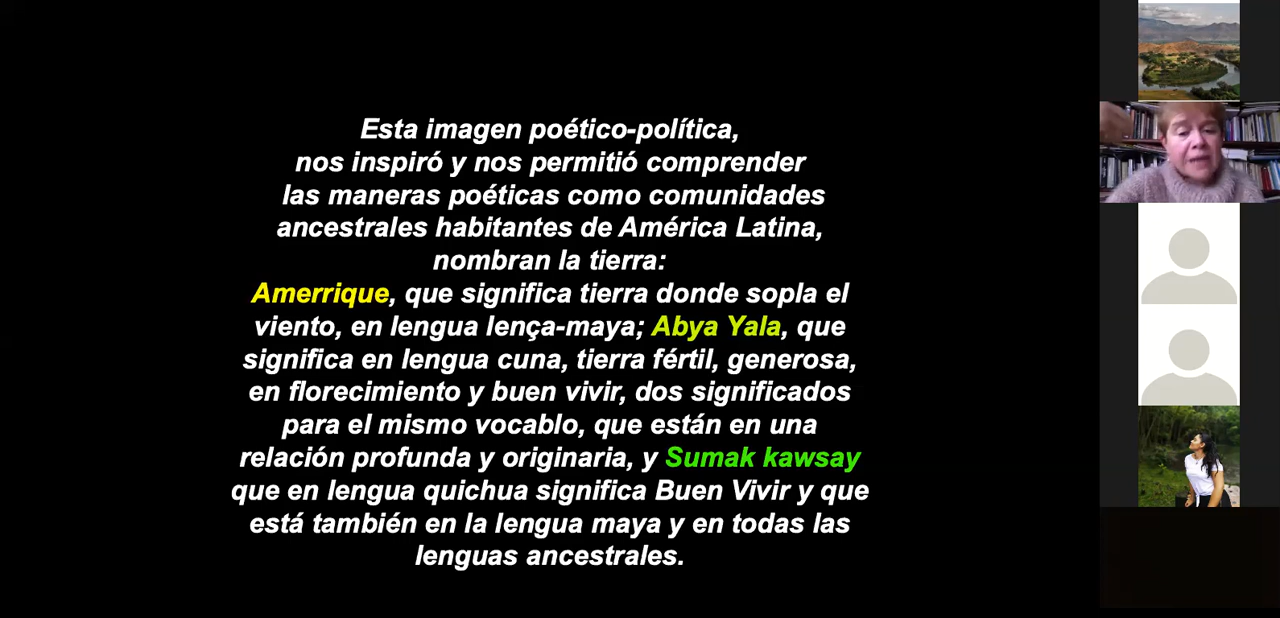 Esta imagen poético-política,
nos inspiró y nos permitió comprender
las maneras poéticas como comunidades
ancestrales habitantes de América Latina,
nombran la tierra:
Amerrique, que significa tierra donde sopla el
viento, en lengua lença-maya; Abya Yala, que
significa en lengua cuna, tierra fértil, generosa,
en florecimiento y buen vivir, dos significados
para el mismo vocablo, que están en una
relación profunda y originaria, y Sumak kawsay
que en lengua quichua significa Buen Vivir y que
está también en la lengua maya y en todas las
lenguas ancestrales.